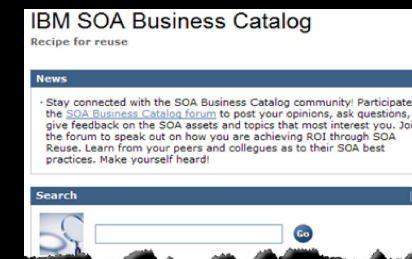 IBM SOA Business Catalog
Recipe for reuse
News
· Stay connected with the SOA Business Catalog community! Participate
the SOA Business Catalog forum to post your opinions, ask questions,
give feedback on the SOA assets and topics that most interest you. Joi
the forum to speak out on how you are achieving ROI through SOA
Reuse. Learn from your peers and collegues as to their SOA best
practices. Make yourself heard!
Search
Go